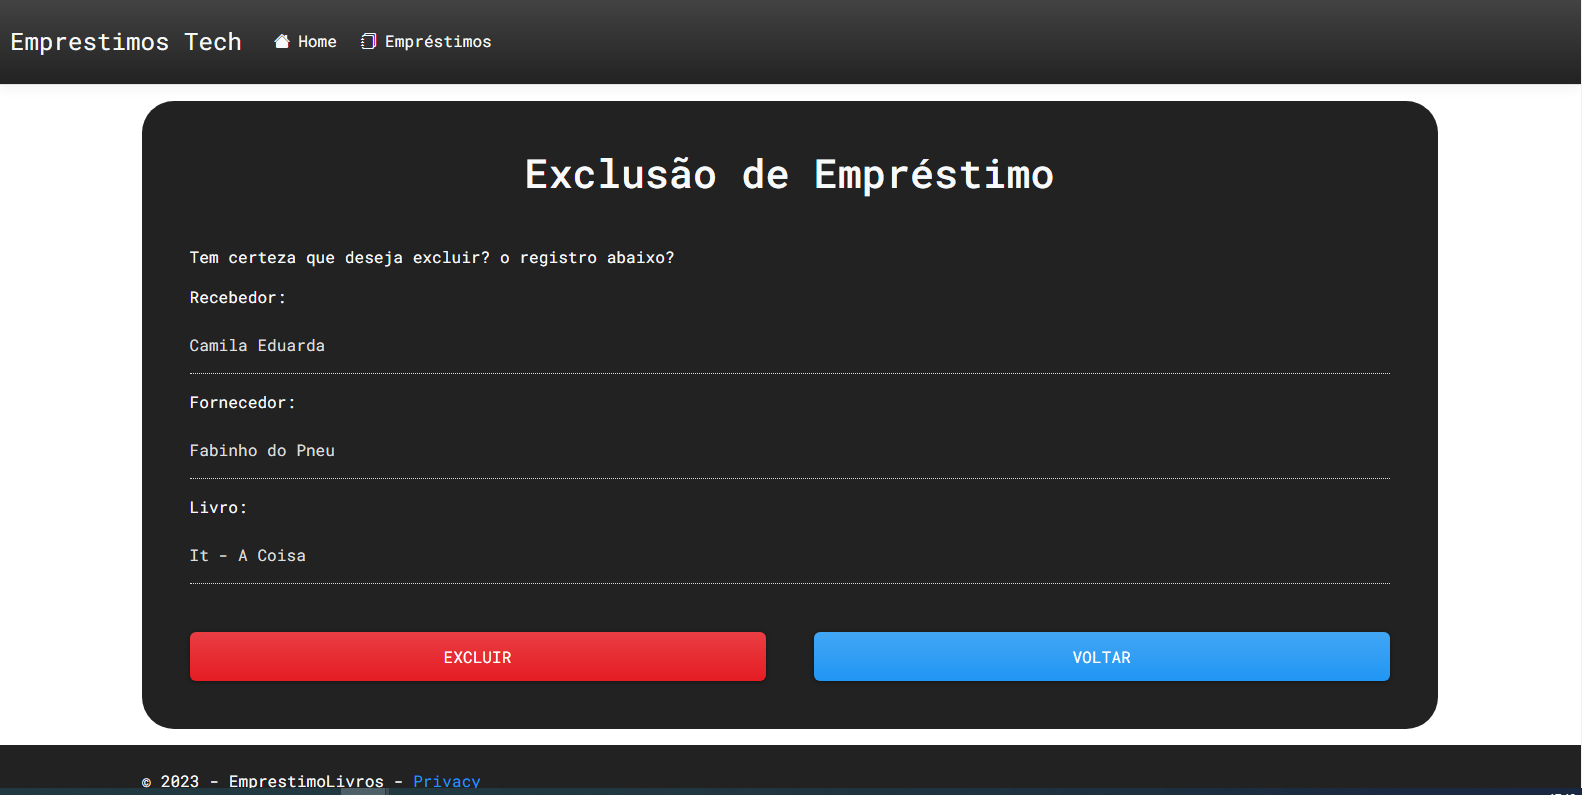 Emprestimos Tech Home Empréstimos
Exclusão de Empréstimo
Tem certeza que deseja excluir? o registro abaixo?
Recebedor:
Camila Eduarda
Fornecedor:
Fabinho do Pneu
Livro:
It - A Coisa
EXCLUIR VOLTAR
© 2023 - EmprestimoLivros - Privacy